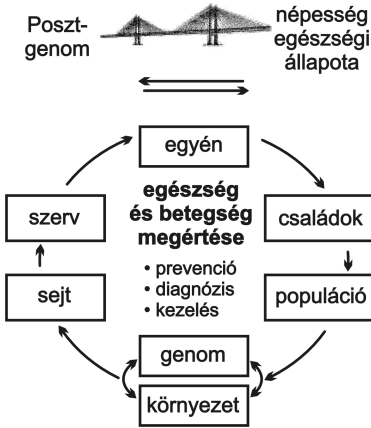 Poszt-
genom
népesség
egészségi
állapota
egyén
szerv
egészség
és betegség
megértése
családok
• prevenció
• diagnózis
• kezelés
sejt
populáció
genom
környezet